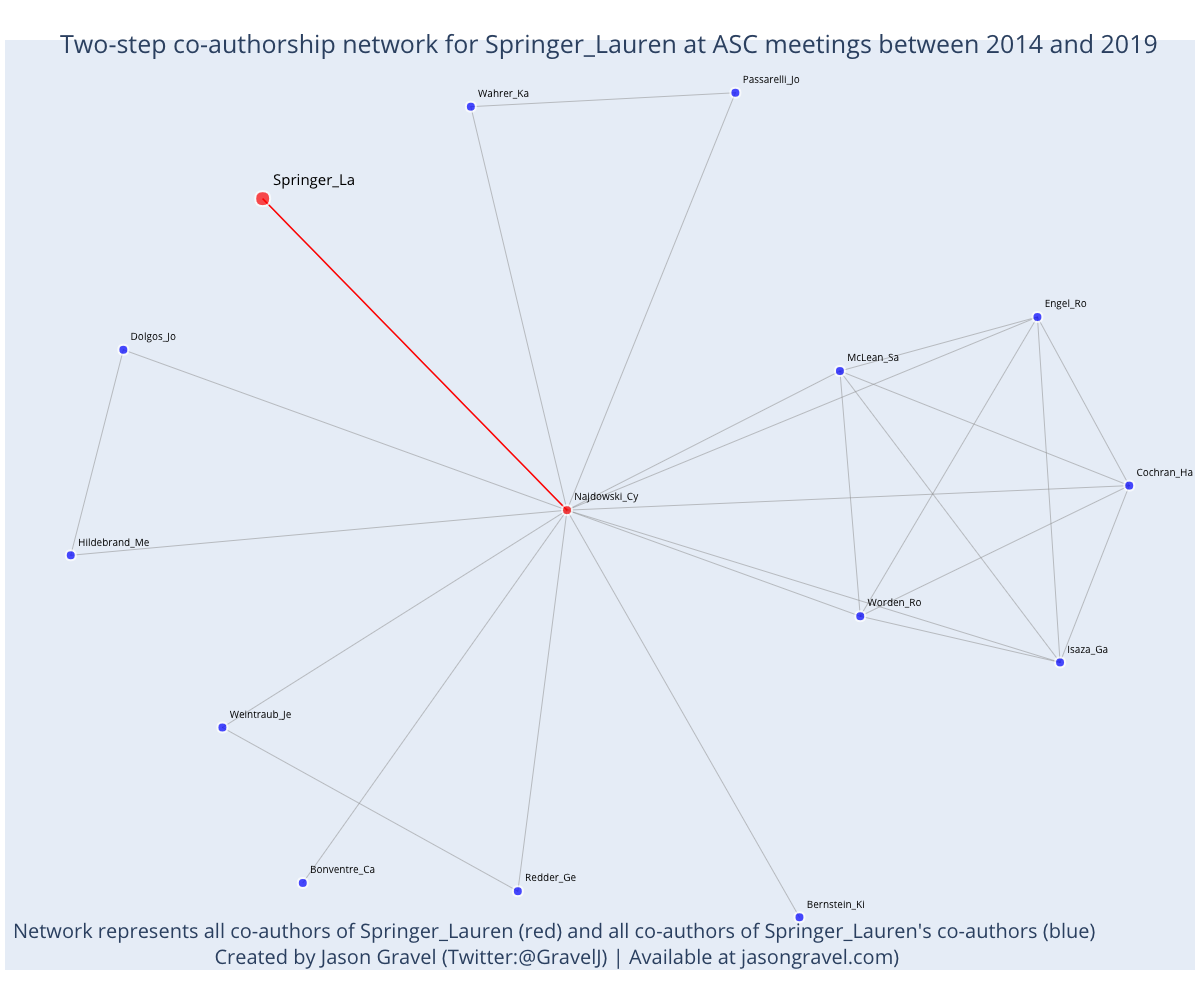 Two-step co-authorship network for Springer_Lauren at ASC meetings between 2014 and 2019
Passarelli_Jo
Wahrer_Ka
Springer_La
Engel_Ro
Dolgos_Jo
McLean_Sa
Cochran_Ha
Najdowski_Cy
Hildebrand_Me
Worden_Ro
Isaza_Ga
Weintraub_Je
Bonventre_Ca
Redder_Ge
Bernstein_Ki
Network represents all co-authors of Springer_Lauren (red) and all co-authors of Springer_Lauren's co-authors (blue)
Created by Jason Gravel (Twitter:@GravelJ) | Available at jasongravel.com)